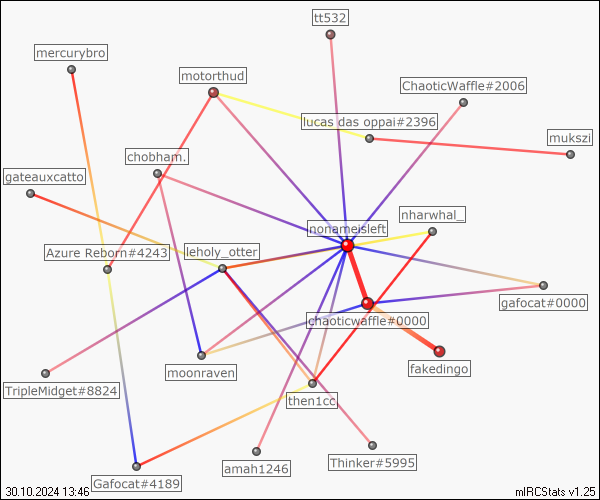 tt532
mercurybro
motorthud
ChaoticWaffle#2006
lucas das oppai#2396
mukszi
chobham.
gateauxcatto
nharwhal_
nonameisleft
Azure Reborn#4243
leholy_otter
gafocat#0000
chaoticwaffle#0000
fakedingo
moonraven
TripleMidget#8824
then1cc
Thinker#5995
amah1246
Gafocat#4189
30.10.2024 13:46
mIRCStats v1.25